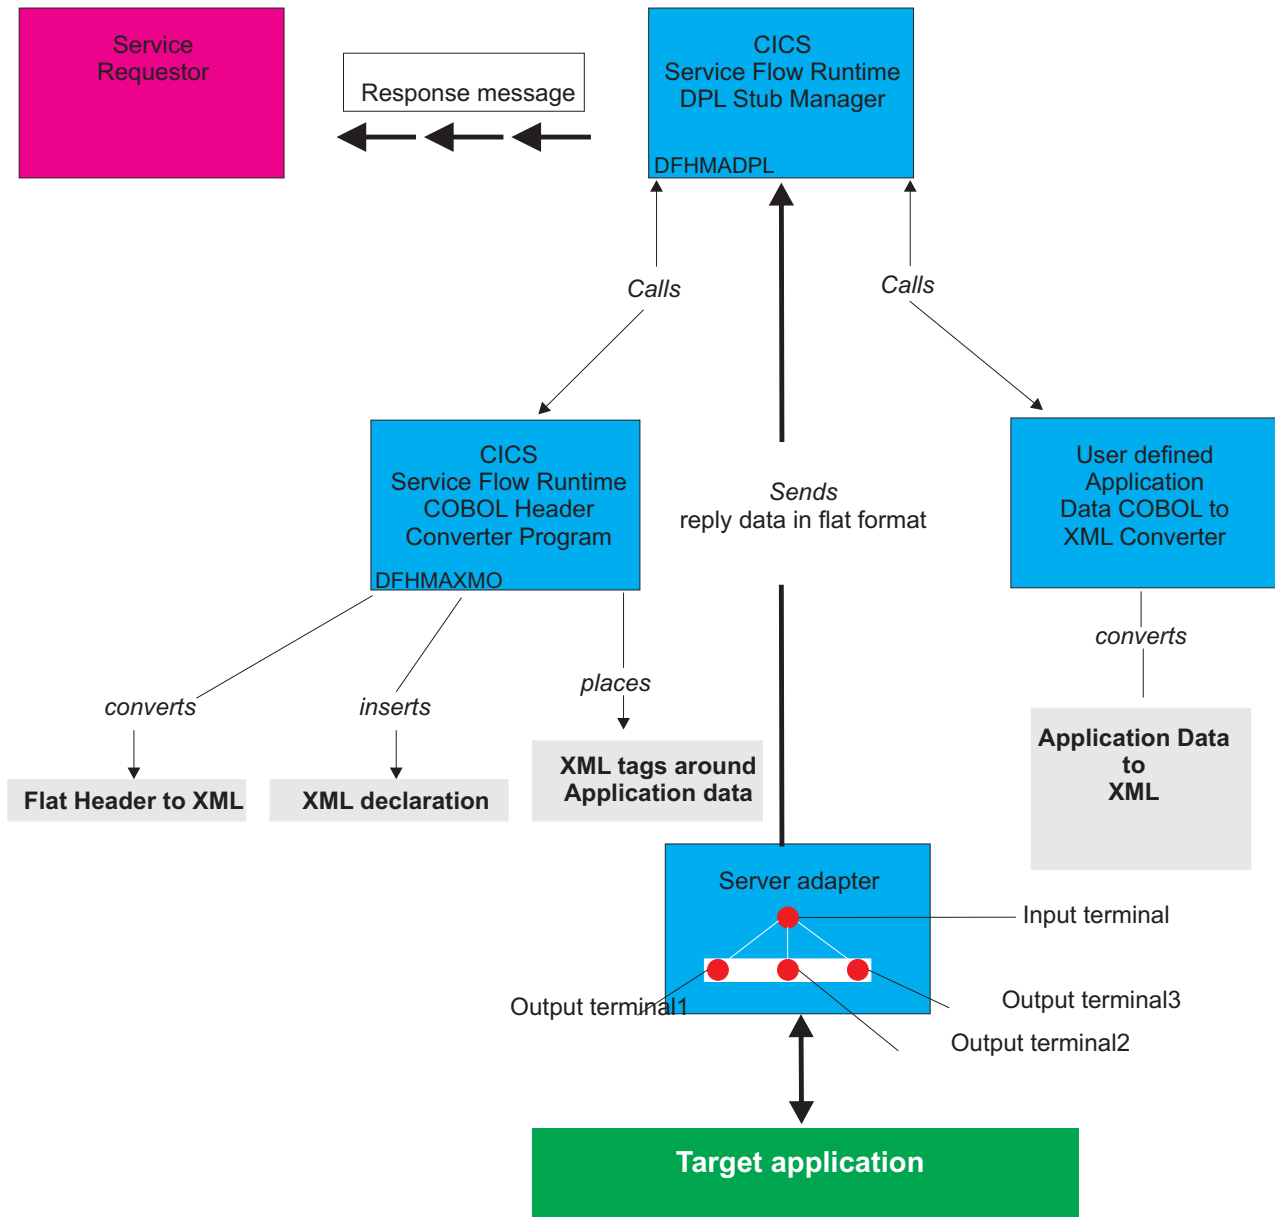 Service
Requestor
Response message
CICS
Service Flow Runtime
DPL Stub Manager
DFHMADPL
Calls
Calls
CICS
Service Flow Runtime
COBOL Header
Converter Program
DFHMAXMO
Sends
reply data in flat format
User defined
Application
Data COBOL to
XML Converter
converts
inserts
places
converts
Flat Header to XML
XML declaration
XML tags around
Application data
Application Data
to
XML
Server adapter
Input terminal
Output terminal1
Output terminal3
Output terminal2
Target application